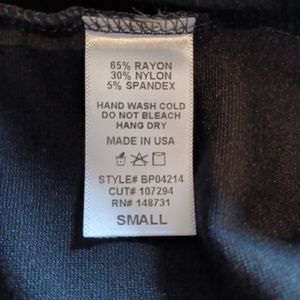 65% RAYON
30% NYLON
5% SPANDEX
HAND WASH COLD
DO NOT BLEACH
HANG DRY
MADE IN USA
STYLE# BP04214
CUT# 107294
RN# 148731
SMALL